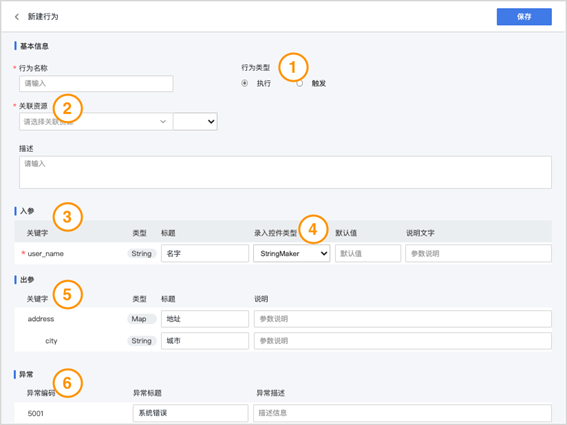 新建行为
保存
基本信息
* 行为名称
行为类型
1
请输入
执行
触发
* 关联资源
2
请选择关联资源
描述
请输入
入参
3
4
关键字 类型 标题 录入控件类型 默认值 说明文字
* user_name String 名字 StringMaker 默认值 参数说明
出参
5
关键字 类型 标题 说明
address Map 地址 参数说明
city String 城市 参数说明
异常
6
异常编码 异常标题 异常描述
5001 系统错误 描述信息